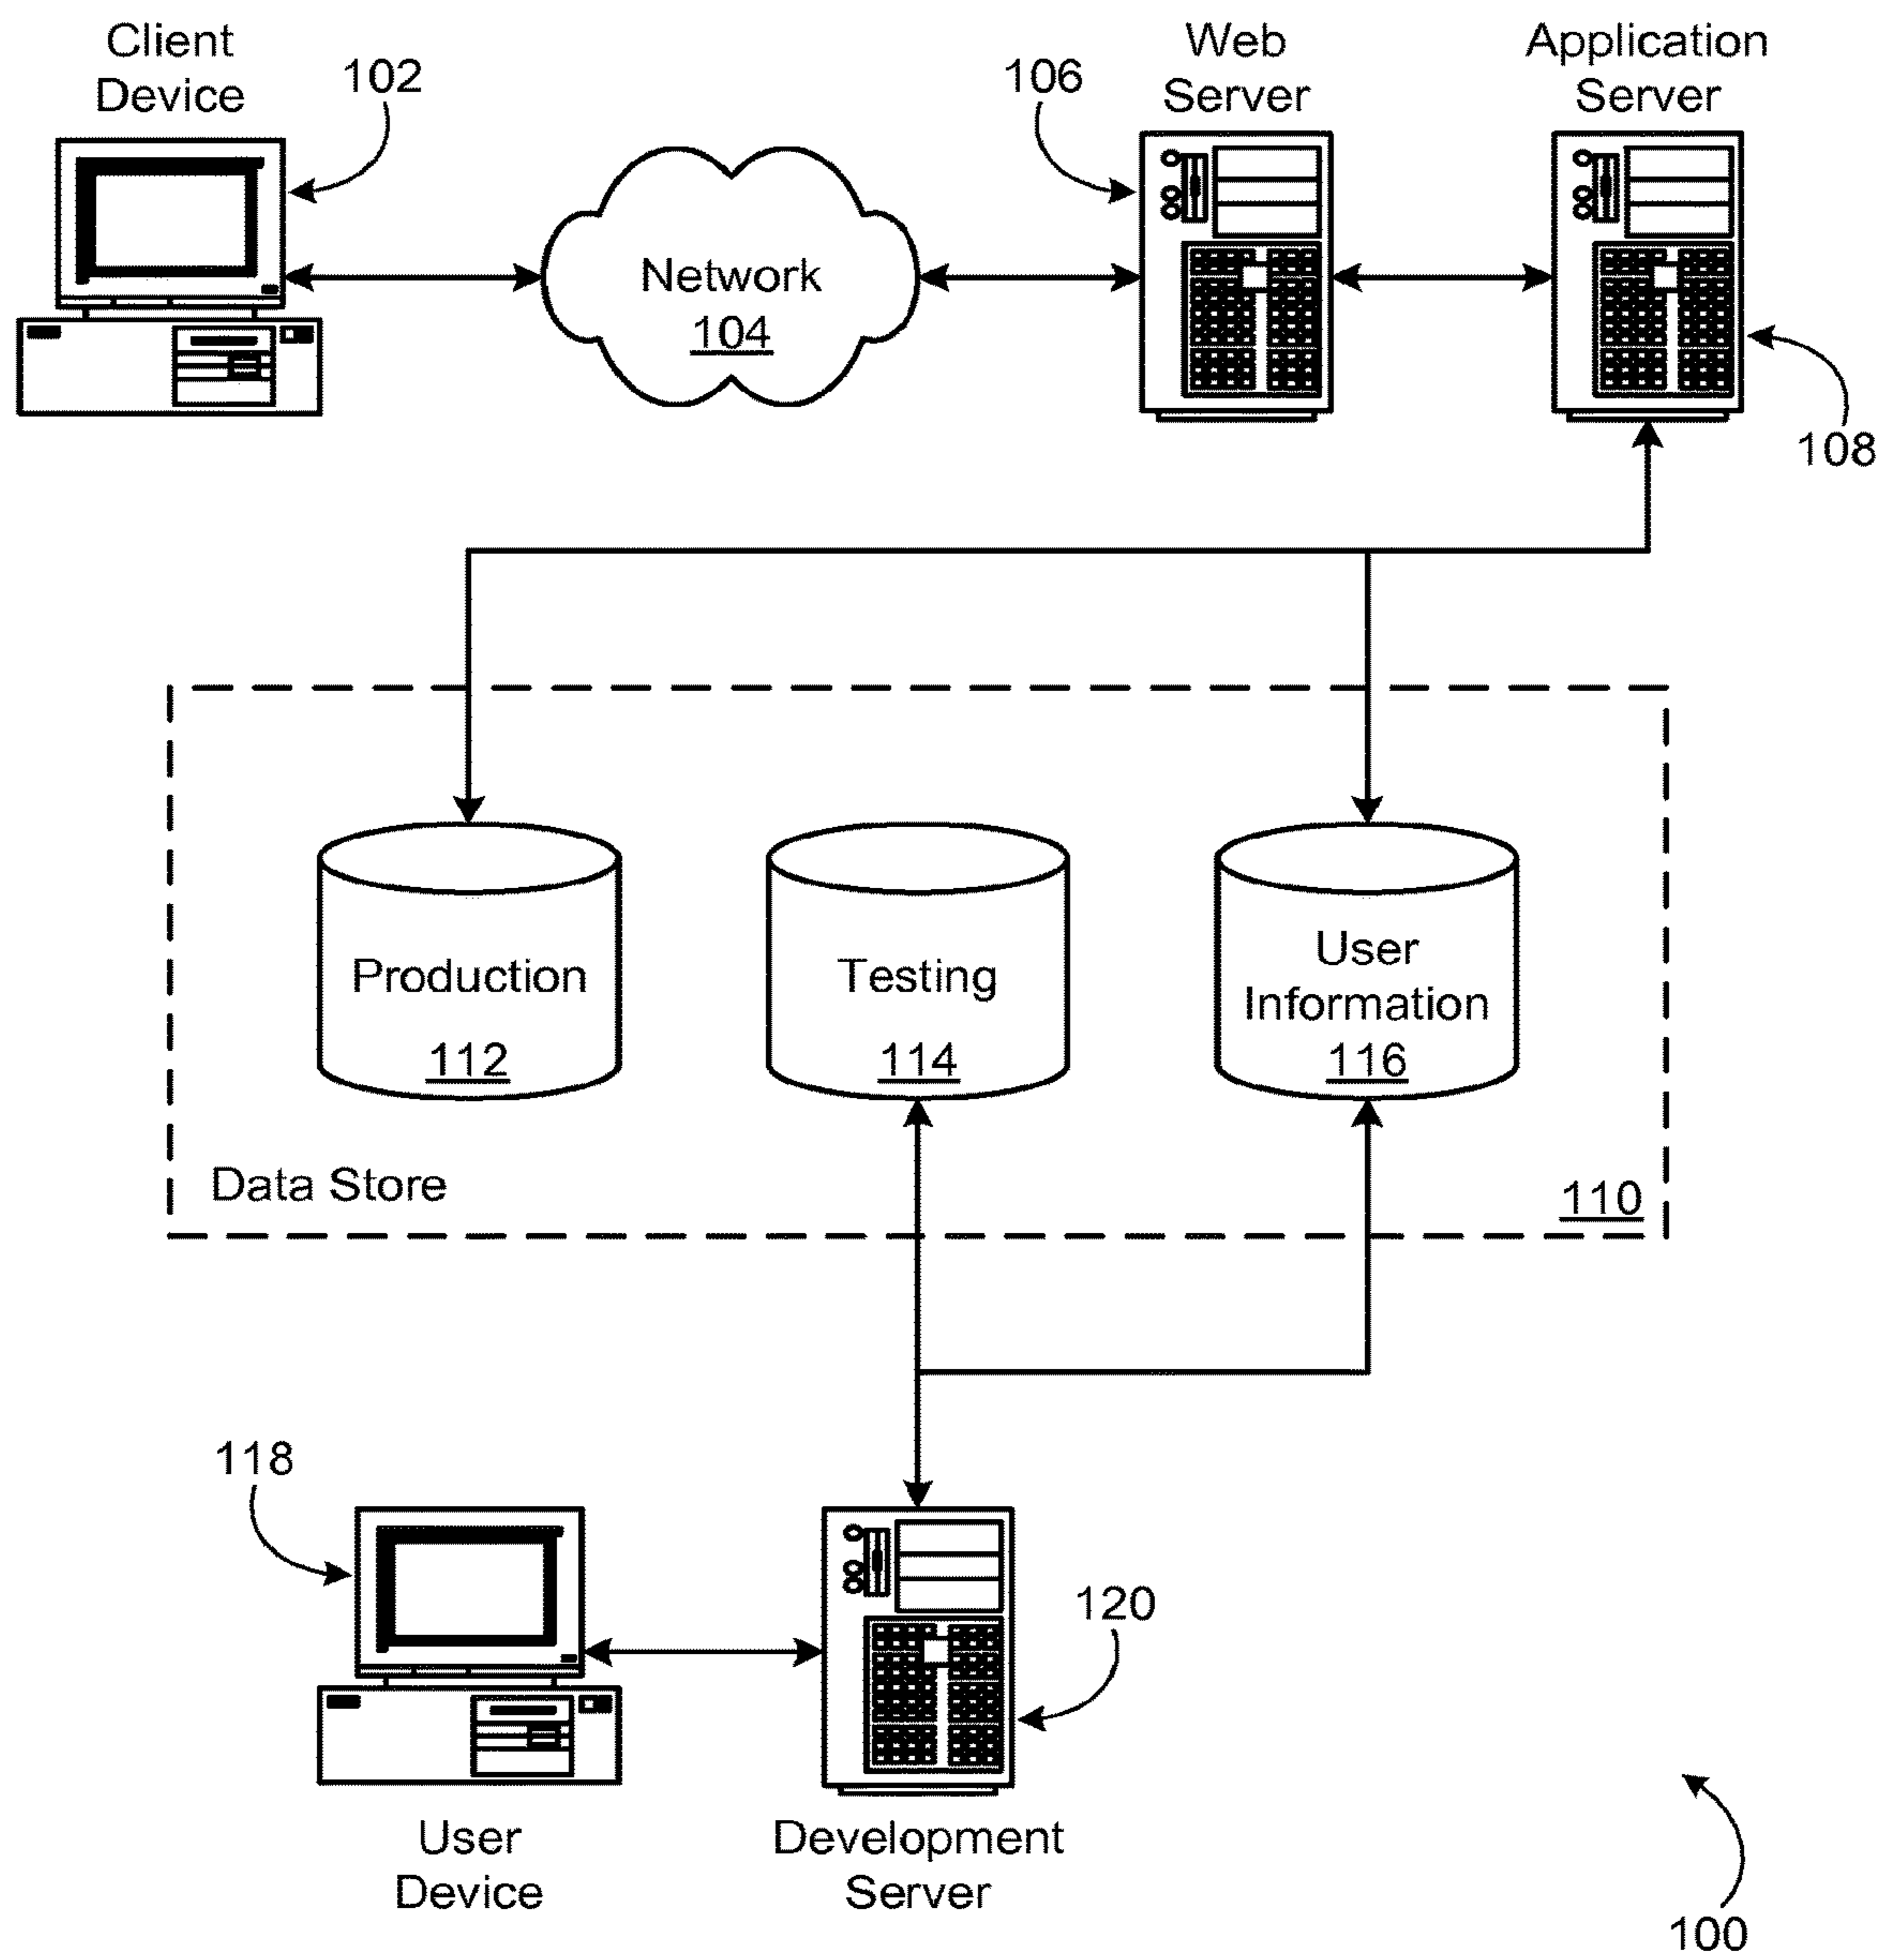 Client
Device
102
Network
104
106
Web
Server
Application
Server
108
Production
112
Testing
114
User
Information
116
Data Store
110
118
User
Device
120
Development
Server
100